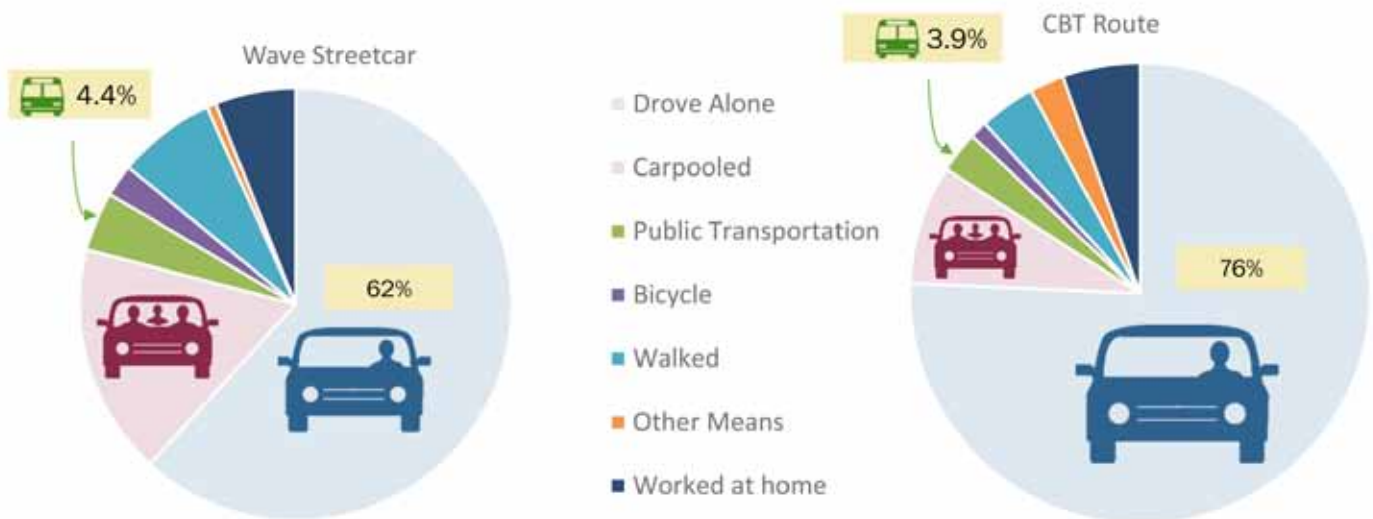 Wave Streetcar
4.4%
62%
Drove Alone
Carpooled
Public Transportation
Bicycle
Walked
Other Means
Worked at home
CBT Route
3.9%
76%